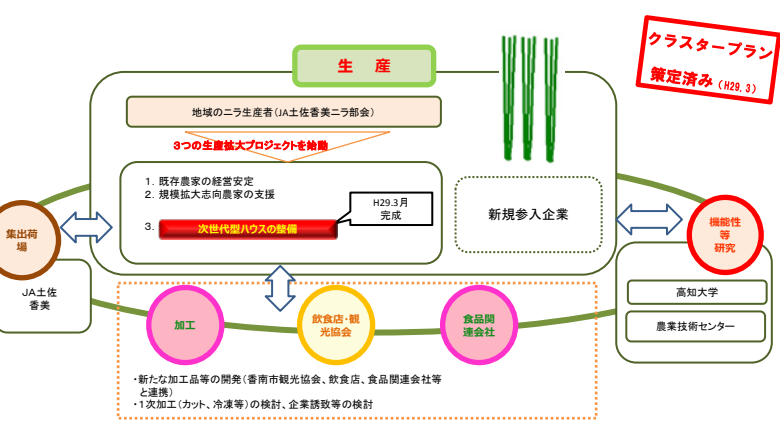 クラスタープラン
策定済み（H29.3）
生　産
地域のニラ生産者（JA土佐香美ニラ部会）
３つの生産拡大プロジェクトを始動
1. 既存農家の経営安定
2. 規模拡大志向農家の支援
3. 次世代型ハウスの整備
H29.3月
完成
新規参入企業
集出荷
場
JA土佐
香美
機能性
等
研究
高知大学
農業技術センター
加工
飲食店・観
光協会
食品関
連会社
・新たな加工品等の開発（香南市観光協会、飲食店、食品関連会社等
と連携）
・1次加工（カット、冷凍等）の検討、企業誘致等の検討